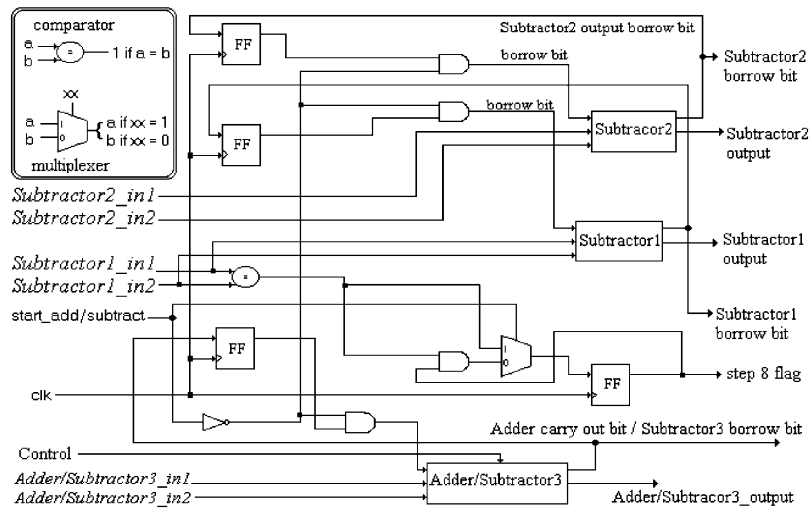 comparator
a
b
=
1 if a = b
xx
a
b
1
0
a if xx = 1
b if xx = 0
multiplexer
Subtractor2 output borrow bit
FF
borrow bit
Subtractor2
borrow bit
borrow bit
FF
Subtracor2
Subtractor2
output
Subtractor2_in1
Subtractor2_in2
Subtractor1
Subtractor1
output
Subtractor1_in1
Subtractor1_in2
=
start_add/subtract
Subtractor1
borrow bit
FF
1
0
FF
step 8 flag
clk
Adder carry out bit / Subtractor3 borrow bit
Control
Adder/Subtractor3_in1
Adder/Subtractor3_in2
Adder/Subtractor3
Adder/Subtracor3_output